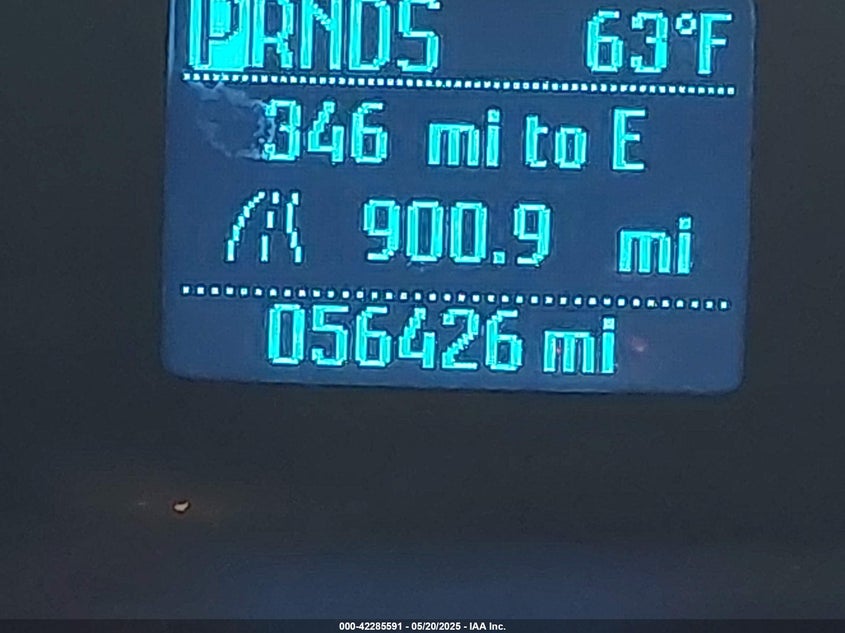 PRNDS 63°F
346 mi to E
900.9 mi
056426 mi
000-42285591 - 05/20/2025 - IAA Inc.